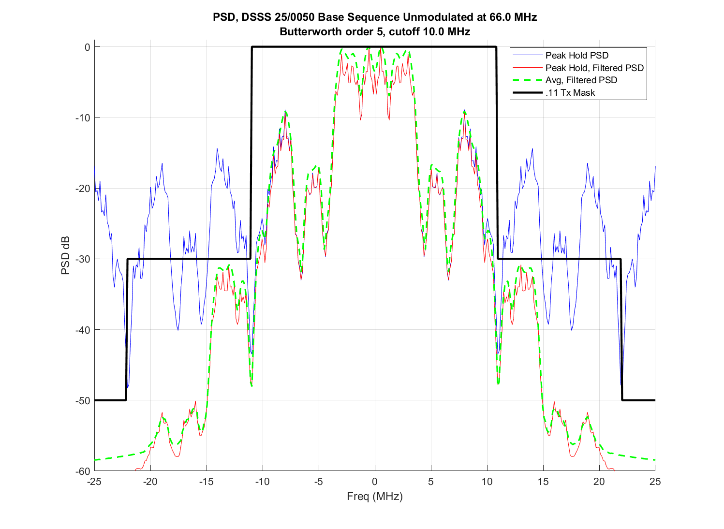 PSD, DSSS 25/0050 Base Sequence Unmodulated at 66.0 MHz
Butterworth order 5, cutoff 10.0 MHz
Peak Hold PSD
Peak Hold, Filtered PSD
Avg, Filtered PSD
.11 Tx Mask
0
-10
-20
-30
-40
-50
-60
PSD dB
-25 -20 -15 -10 -5 0 5 10 15 20 25
Freq (MHz)